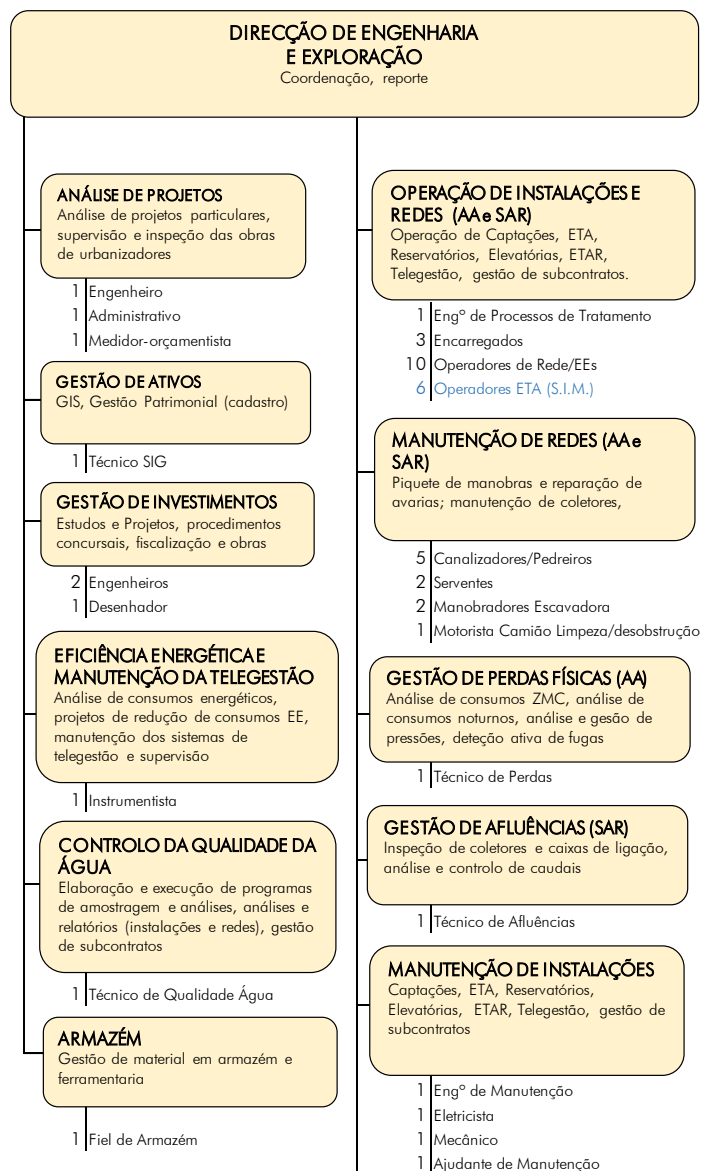 DIRECÇÃO DE ENGENHARIA
E EXPLORAÇÃO
Coordenação, reporte
ANÁLISE DE PROJETOS
Análise de projetos particulares,
supervisão e inspeção das obras
de urbanizadores
1 Engenheiro
1 Administrativo
1 Medidor-orçamentista
GESTÃO DE ATIVOS
GIS, Gestão Patrimonial (cadastro)
1 Técnico SIG
GESTÃO DE INVESTIMENTOS
Estudos e Projetos, procedimentos
concursais, fiscalização e obras
2 Engenheiros
1 Desenhador
EFICIÊNCIA ENERGÉTICA E
MANUTENÇÃO DA TELEGESTÃO
Análise de consumos energéticos,
projetos de redução de consumos EE,
manutenção dos sistemas de
telegestão e supervisão
1 Instrumentista
CONTROLO DA QUALIDADE DA
ÁGUA
Elaboração e execução de programas
de amostragem e análises, análises e
relatórios (instalações e redes), gestão
de subcontratos
1 Técnico de Qualidade Água
ARMAZÉM
Gestão de material em armazém e
ferramentaria
1 Fiel de Armazém
OPERAÇÃO DE INSTALAÇÕES E
REDES (AA e SAR)
Operação de Captações, ETA,
Reservatórios, Elevatórias, ETAR,
Telegestão, gestão de subcontratos.
1 Engº de Processos de Tratamento
3 Encarregados
10 Operadores de Rede/EEs
6 Operadores ETA (S.I.M.)
MANUTENÇÃO DE REDES (AA e
SAR)
Piquete de manobras e reparação de
avarias; manutenção de coletores,
5 Canalizadores/Pedreiros
2 Serventes
2 Manobradores Escavadora
1 Motorista Camião Limpeza/desobstrução
GESTÃO DE PERDAS FÍSICAS (AA)
Análise de consumos ZMC, análise de
consumos noturnos, análise e gesão de
pressões, deteção ativa de fugas
1 Técnico de Perdas
GESTÃO DE AFLUÊNCIAS (SAR)
Inspeção de coletores e caixas de ligação,
análise e controlo de caudais
1 Técnico de Afluências
MANUTENÇÃO DE INSTALAÇÕES
Captações, ETA, Reservatórios,
Elevatórias, ETAR, Telegestão, gestão de
subcontratos
1 Engº de Manutenção
1 Eletricista
1 Mecânico
1 Ajudante de Manutenção